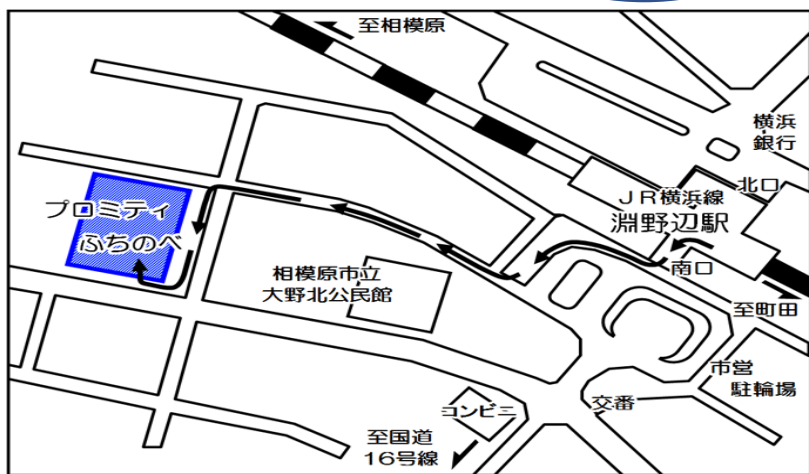 至相模原
横浜
銀行
北口
JR横浜線
淵野辺駅
南口
プロミティ
ふちのべ
相模原市立
大野北公民館
至町田
市営
駐輪場
交番
コンビニ
至国道
16号線